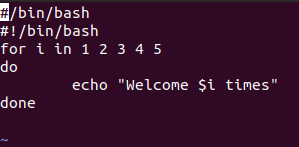 #/bin/bash
#!/bin/bash
for i in 1 2 3 4 5
do
        echo "Welcome $i times"
done
~